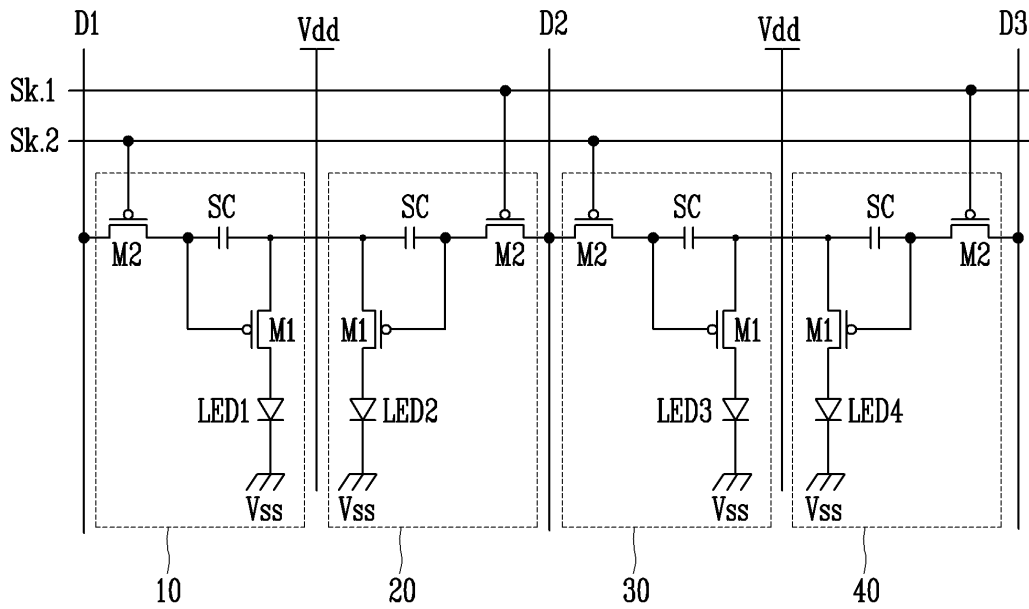 D1 Vdd D2 Vdd D3
Sk.1
Sk.2
SC SC SC SC
M2 M2 M2 M2
M1 M1 M1 M1
LED1 LED2 LED3 LED4
Vss Vss Vss Vss
10 20 30 40